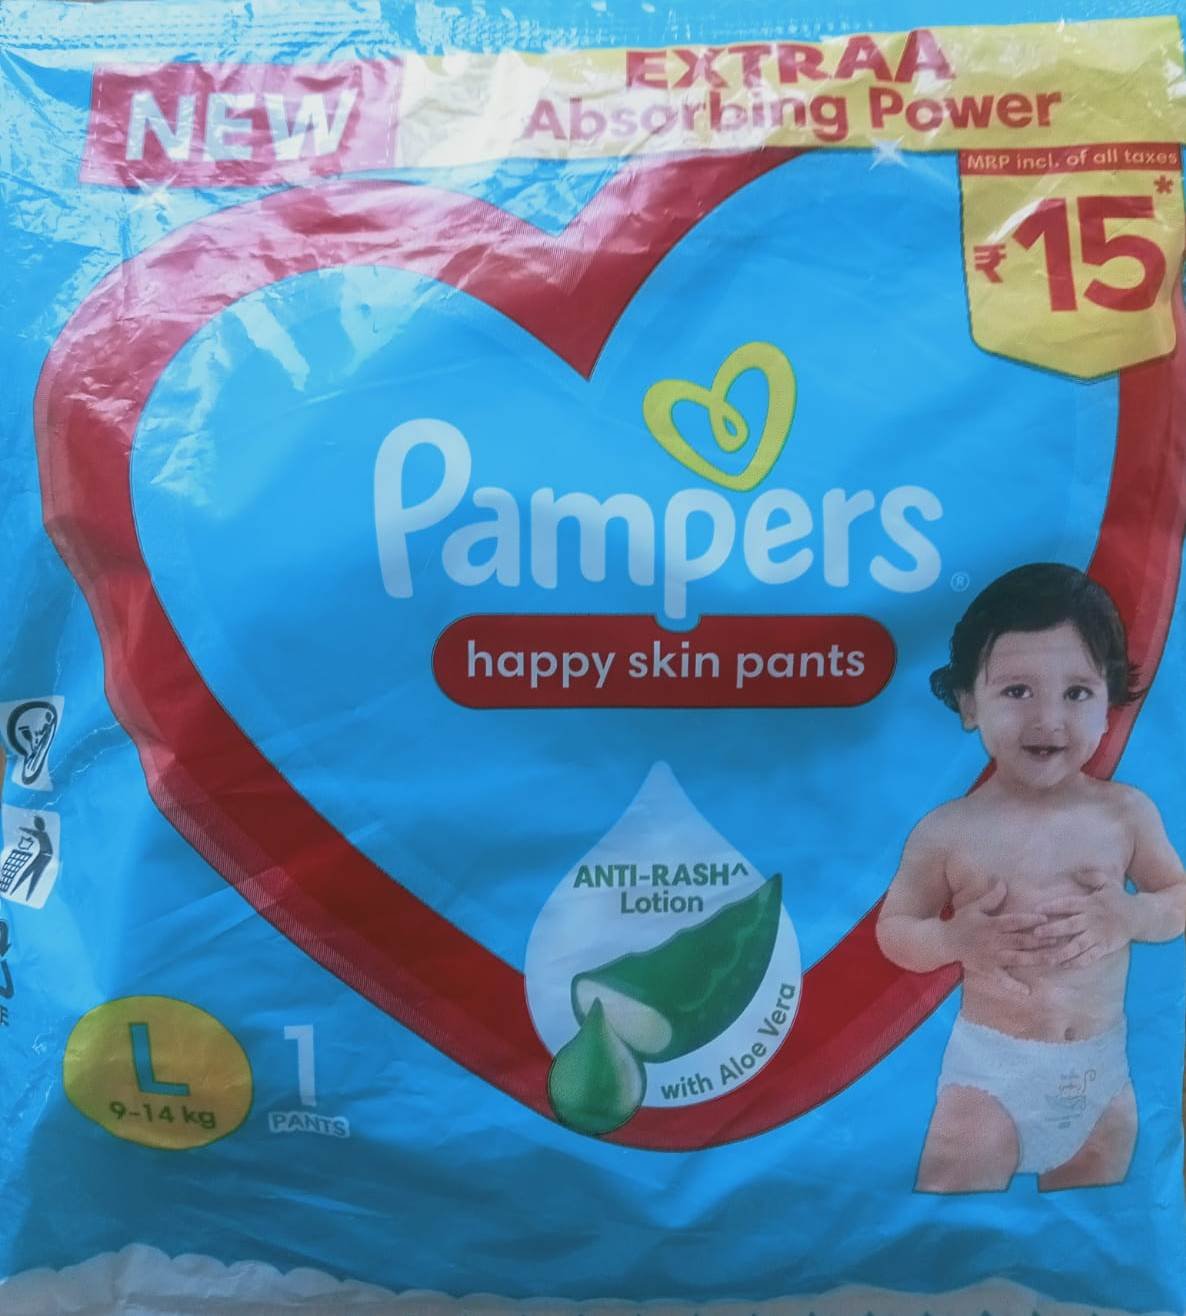 NEW
EXTRAA
Absorbing Power
MRP incl. of all taxes
₹15*
Pampers®
happy skin pants
ANTI-RASH^
Lotion
with Aloe Vera
L
9-14 kg
1
PANTS